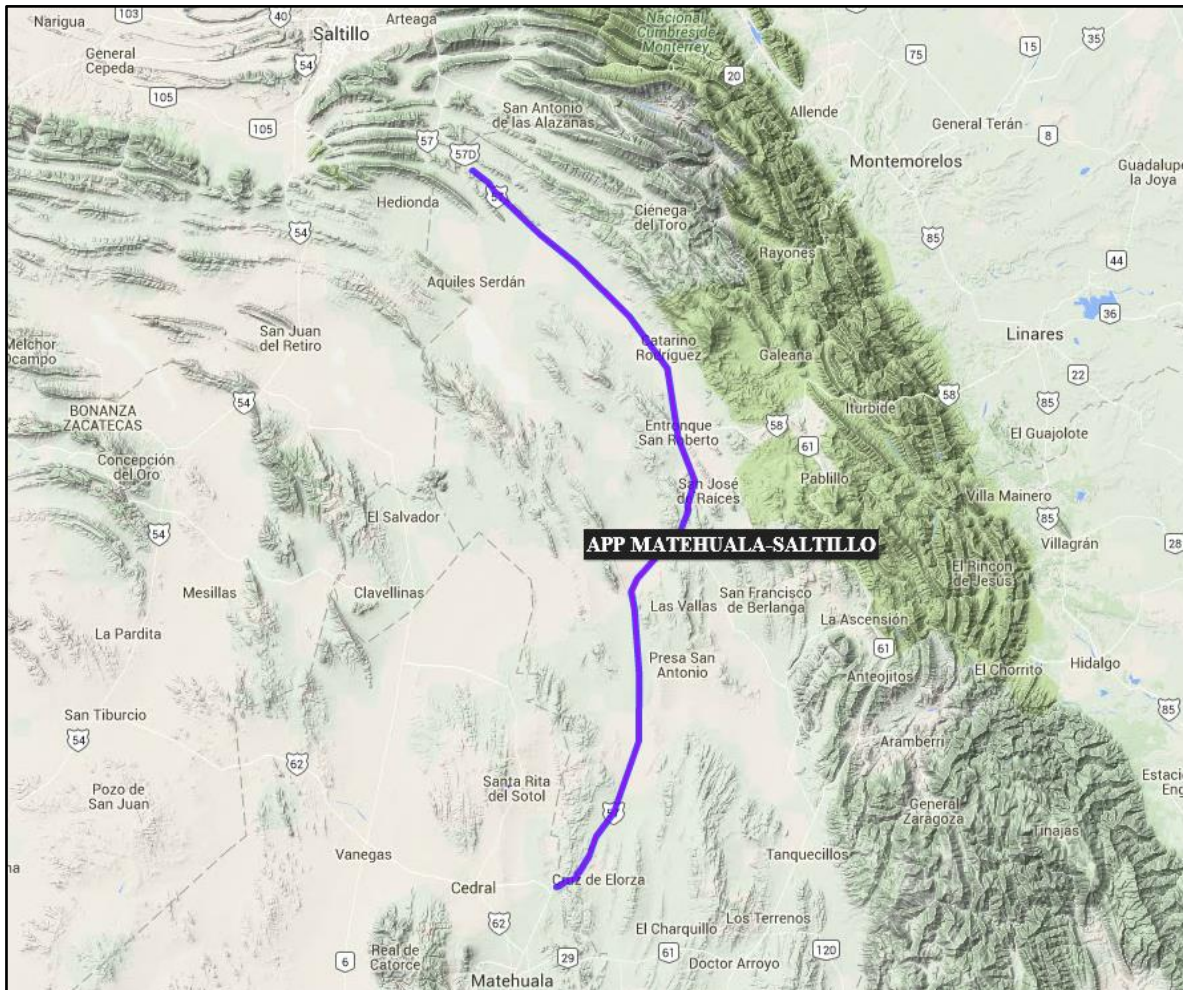 Narigua
103
40
Saltillo
Arteaga
Nacional
Cumbres de
Monterrey
75
15
35
General
Cepeda
54
105
105
20
San Antonio
de las Alazanas
Allende
General Terán
8
57
57D
Montemorelos
Guadalupe
la Joya
Hedionda
57
Ciénega
del Toro
54
85
Rayones
44
Aquiles Serdán
36
San Juan
del Retiro
Linares
Melchor
Ocampo
Catarino
Rodríguez
Galeana
22
54
58
85
BONANZA
ZACATECAS
Iturbide
Entronque
San Roberto
58
61
El Guajolote
Concepción
del Oro
San José
de Raíces
Pablillo
Villa Mainero
El Salvador
85
54
Villagrán
28
APP MATEHUALA-SALTILLO
El Rincón
de Jesús
Mesillas
Clavellinas
Las Vallas
San Francisco
de Berlanga
La Ascensión
La Pardita
61
Presa San
Antonio
Anteojitos
El Chorrito
Hidalgo
San Tiburcio
85
54
Aramberri
62
Pozo de
San Juan
Santa Rita
del Sotol
Estació
Eng
57
General
Zaragoza
Tinajas
Vanegas
Tanquecillos
na
Cedral
Cruz de Elorza
62
El Charquillo
Los Terrenos
Real de
Catorce
6
29
61
120
Doctor Arroyo
Matehuala